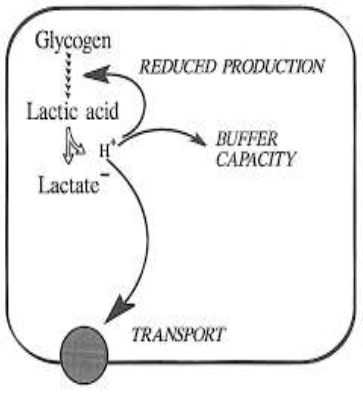 Glycogen
REDUCED PRODUCTION
Lactic acid
H+
BUFFER
CAPACITY
Lactate-
TRANSPORT